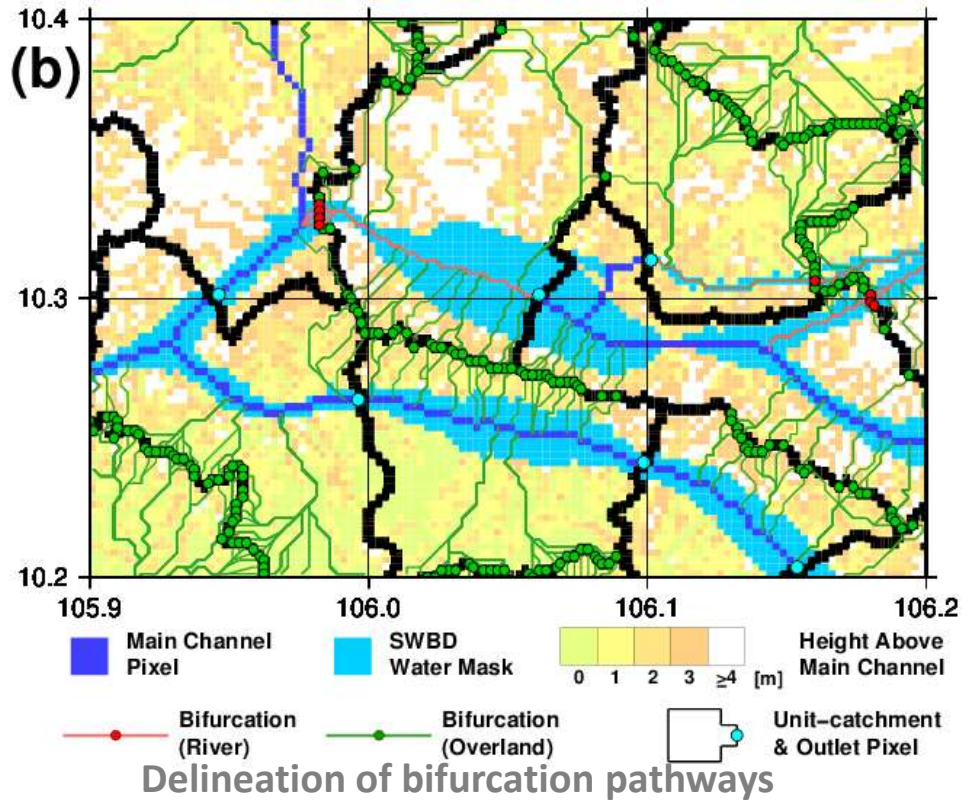 10.4
(b)
10.3
10.2
105.9 106.0 106.1 106.2
Main Channel
Pixel
SWBD
Water Mask
0 1 2 3 ≥4 [m]
Height Above
Main Channel
Bifurcation
(River)
Bifurcation
(Overland)
Unit−catchment
& Outlet Pixel
Delineation of bifurcation pathways